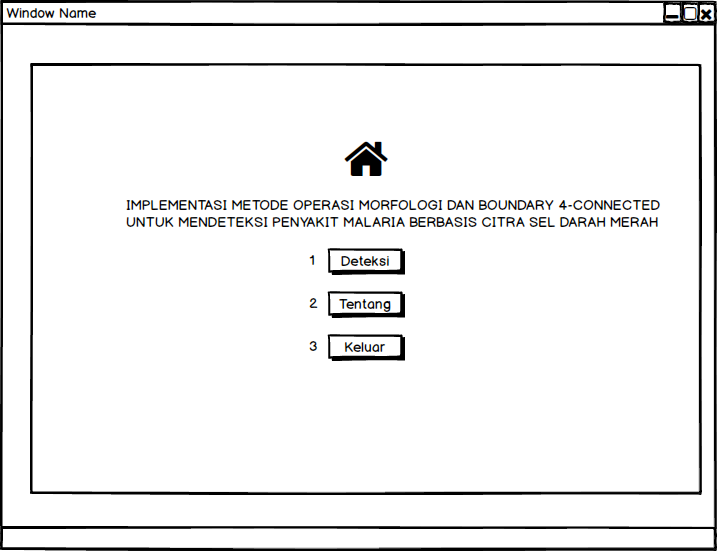 Window Name
IMPLEMENTASI METODE OPERASI MORFOLOGI DAN BOUNDARY 4-CONNECTED
UNTUK MENDETEKSI PENYAKIT MALARIA BERBASIS CITRA SEL DARAH MERAH
1 Deteksi
2 Tentang
3 Keluar